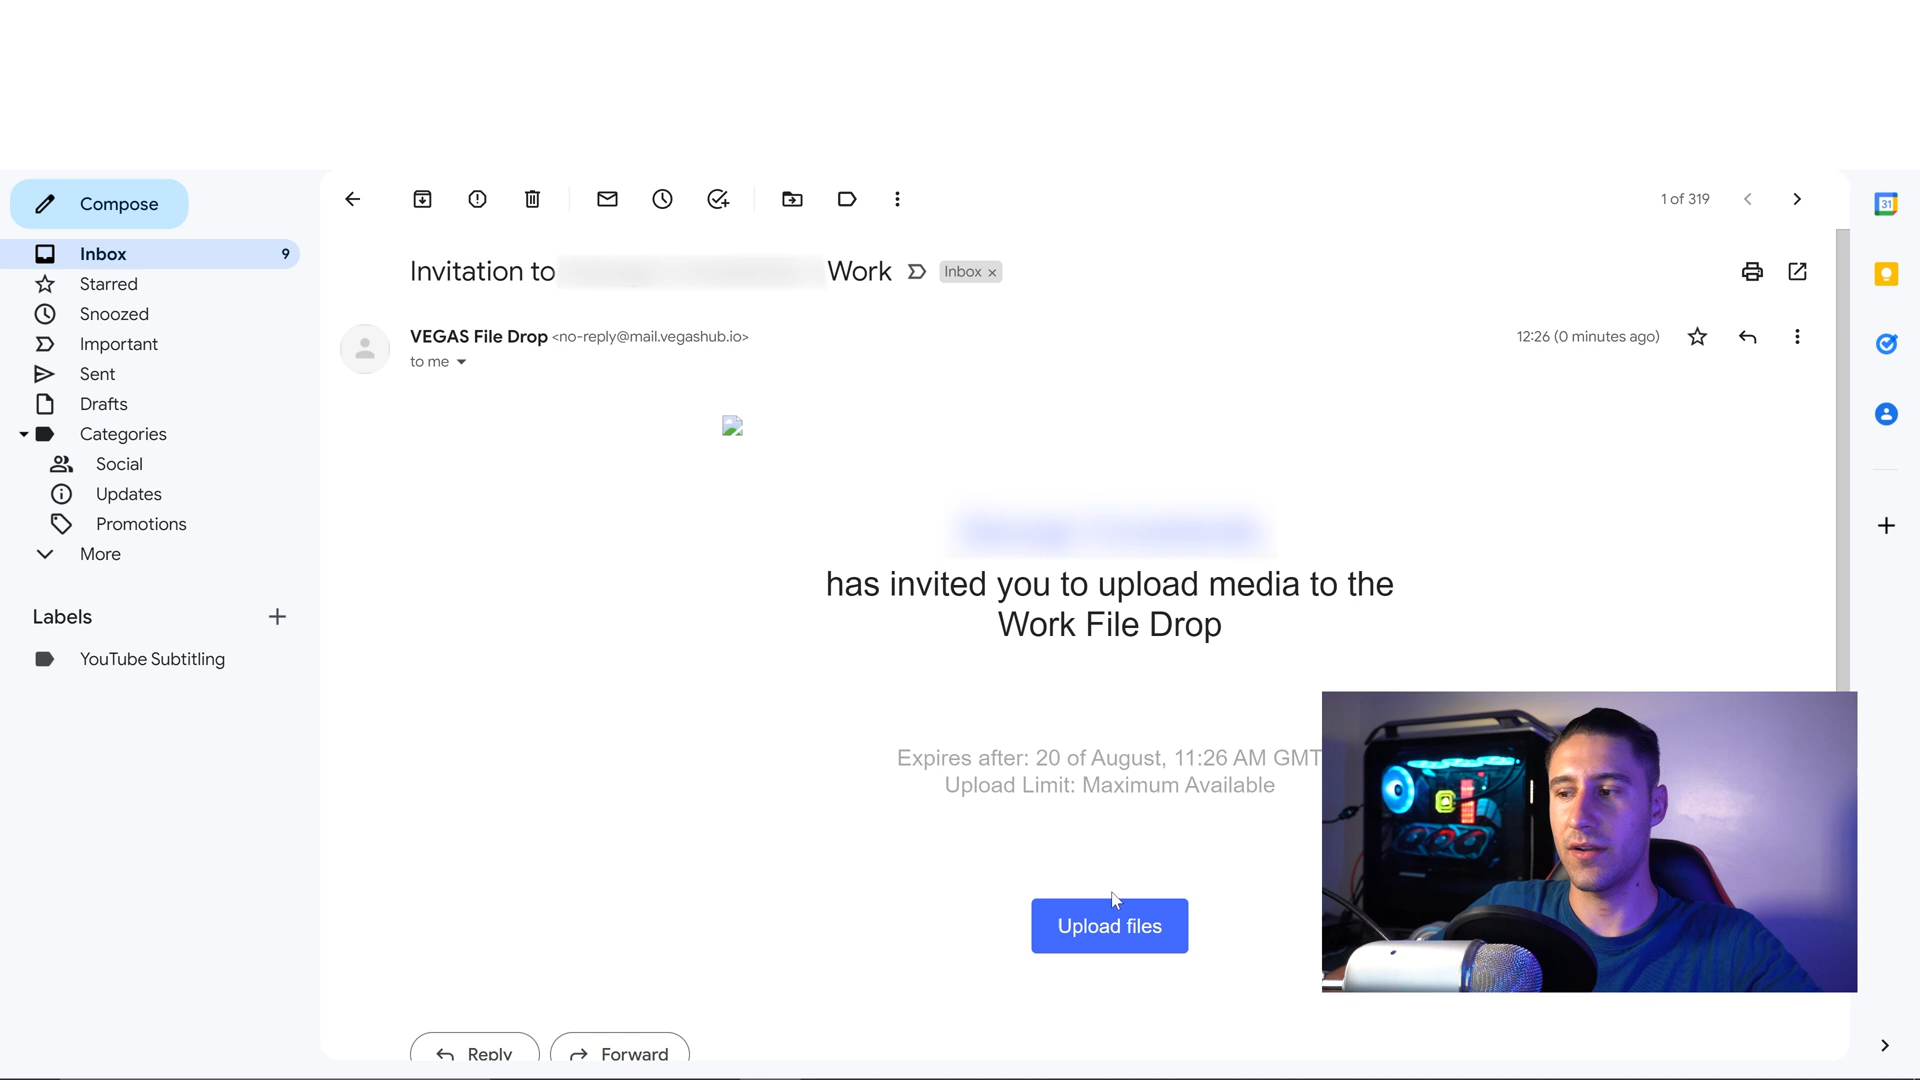 Compose
Inbox 9
Starred
Snoozed
Important
Sent
Drafts
Categories
Social
Updates
Promotions
More
Labels
YouTube Subtitling
1 of 319
31
Invitation to Work Inbox ×
VEGAS File Drop <no-reply@mail.vegashub.io>
12:26 (0 minutes ago)
to me
has invited you to upload media to the
Work File Drop
Expires after: 20 of August, 11:26 AM GMT
Upload Limit: Maximum Available
Upload files
Reply
Forward